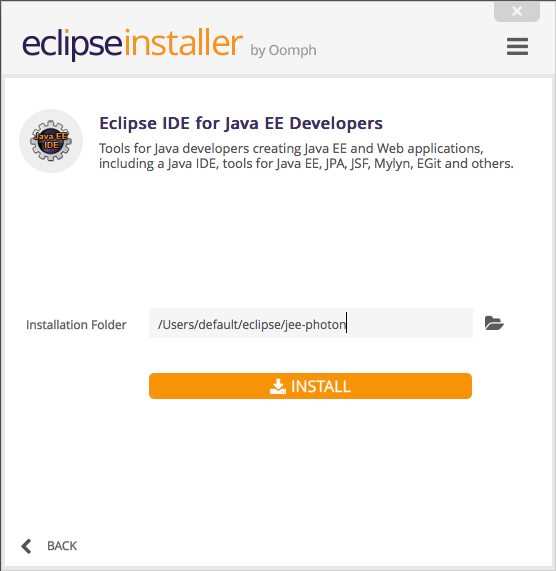 eclipseinstaller by Oomph
Java EE
IDE
Eclipse IDE for Java EE Developers
Tools for Java developers creating Java EE and Web applications,
including a Java IDE, tools for Java EE, JPA, JSF, Mylyn, EGit and others.
Installation Folder /Users/default/eclipse/jee-photon
INSTALL
BACK